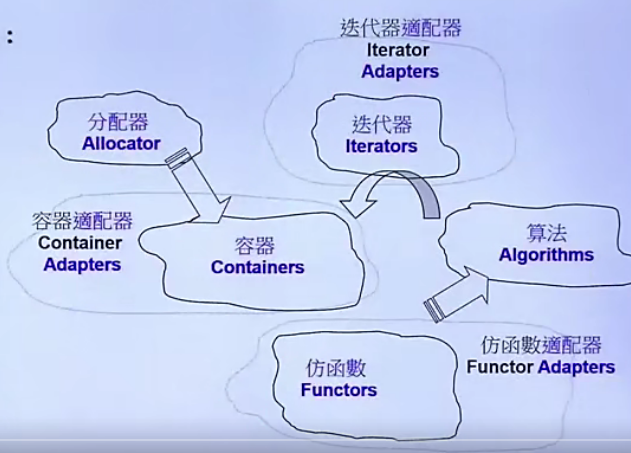 :
迭代器適配器
Iterator
Adapters
分配器
Allocator
迭代器
Iterators
容器適配器
Container
Adapters
容器
Containers
算法
Algorithms
仿函數
Functors
仿函數適配器
Functor Adapters